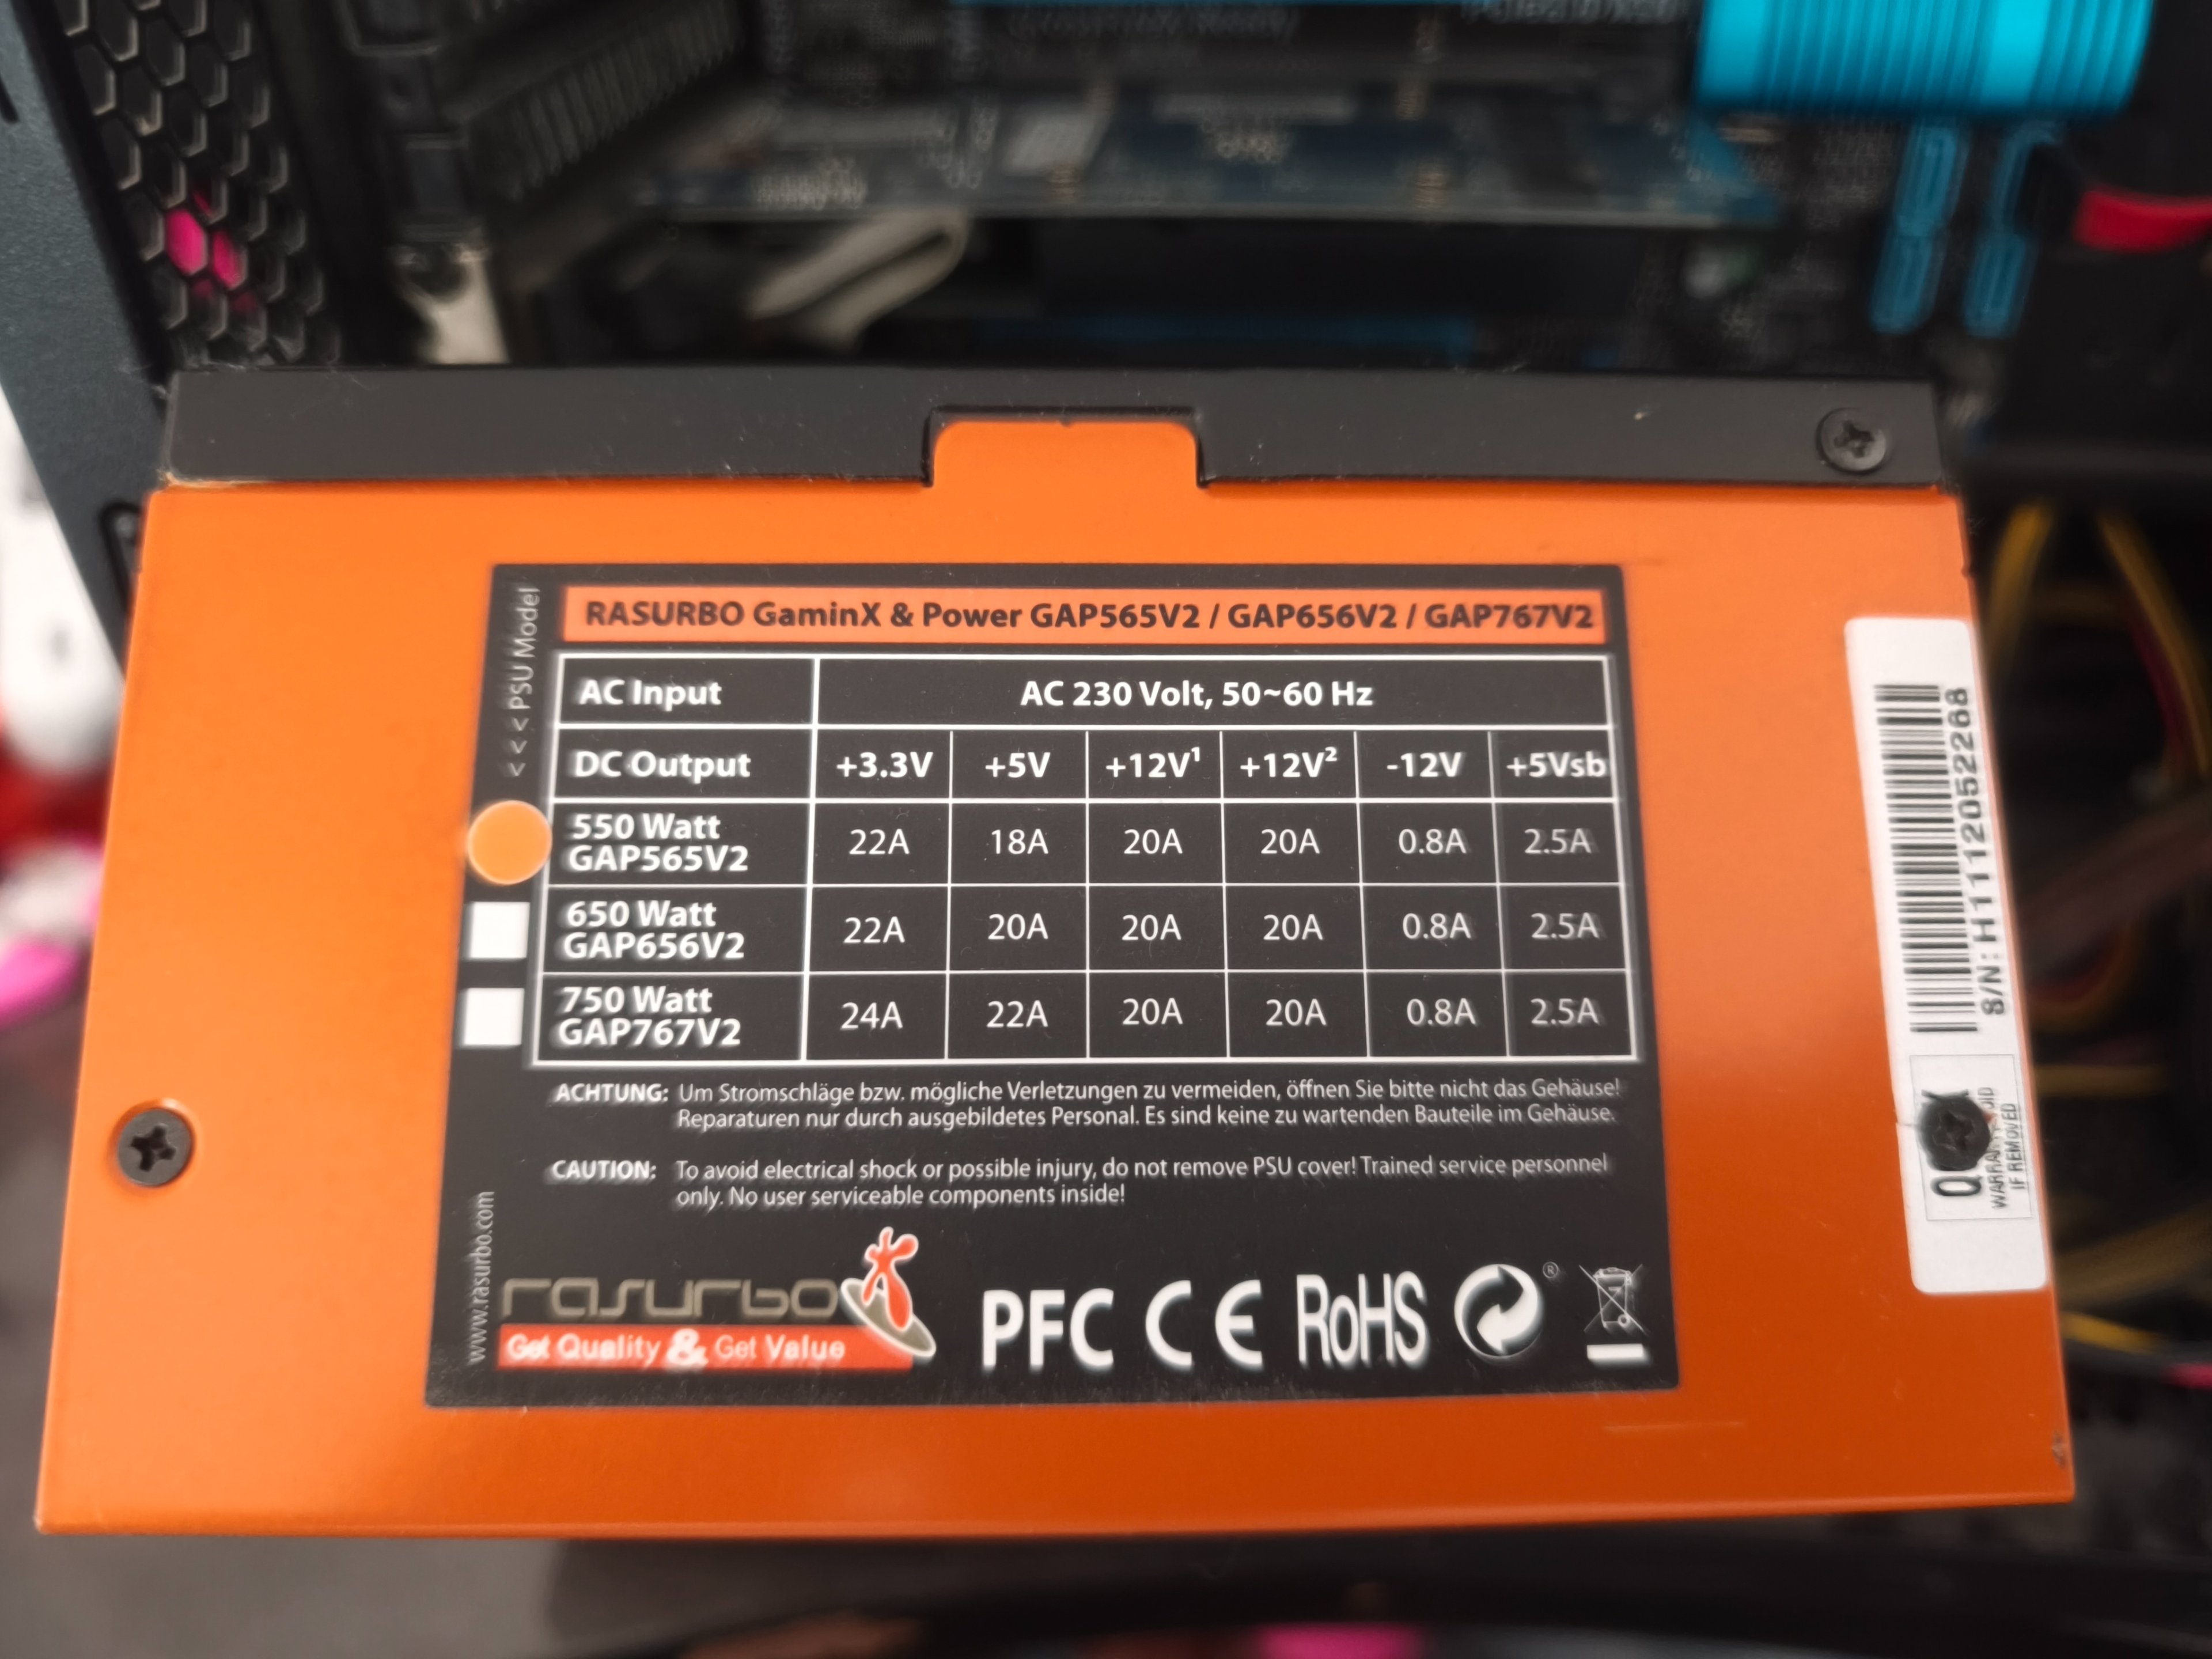 < < < PSU Model
RASURBO GaminX & Power GAP565V2 / GAP656V2 / GAP767V2
AC Input AC 230 Volt, 50~60 Hz
DC Output +3.3V +5V +12V¹ +12V² -12V +5Vsb
550 Watt
GAP565V2 22A 18A 20A 20A 0.8A 2.5A
650 Watt
GAP656V2 22A 20A 20A 20A 0.8A 2.5A
750 Watt
GAP767V2 24A 22A 20A 20A 0.8A 2.5A
ACHTUNG: Um Stromschläge bzw. mögliche Verletzungen zu vermeiden, öffnen Sie bitte nicht das Gehäuse!
Reparaturen nur durch ausgebildetes Personal. Es sind keine zu wartenden Bauteile im Gehäuse.
CAUTION: To avoid electrical shock or possible injury, do not remove PSU cover! Trained service personnel
only. No user serviceable components inside!
www.rasurbo.com
rasurbo
Get Quality & Get Value
PFC CE RoHS ®
S/N: H1112052268
IF REMOVED